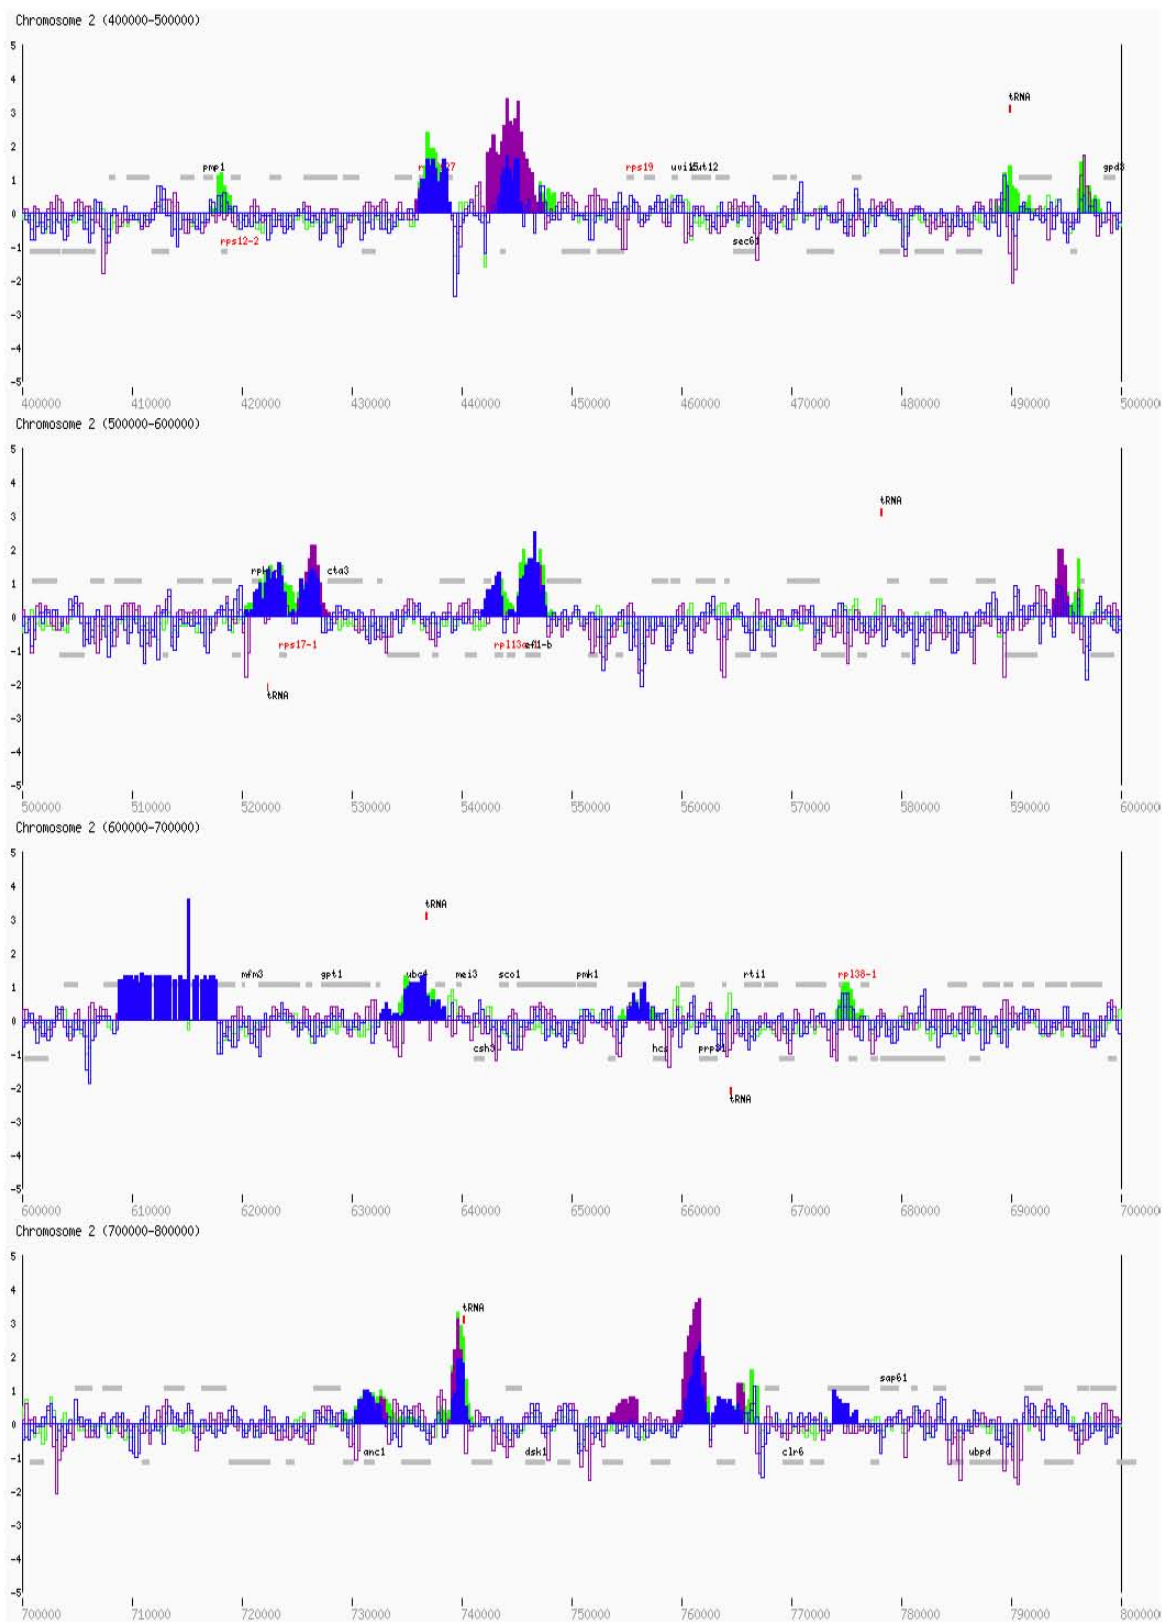 Chromosome 2 (400000-500000)
5
4
3
tRNA
2
pmp1 rps19 gpd3
1
0
rps12-2 sec61
-1
-2
-3
-4
-5
400000 410000 420000 430000 440000 450000 460000 470000 480000 490000 500000
Chromosome 2 (500000-600000)
5
4
tRNA
3
2
cta3
1
0
rps17-1 ef1-b
-1
-2
tRNA
-3
-4
-5
500000 510000 520000 530000 540000 550000 560000 570000 580000 590000 600000
Chromosome 2 (600000-700000)
5
4
tRNA
3
2
mfm3 gpt1 ubc4 mei3 sco1 pmk1 rti1 rpl38-1
1
0
csh3 hcs
-1
-2
tRNA
-3
-4
-5
600000 610000 620000 630000 640000 650000 660000 670000 680000 690000 700000
Chromosome 2 (700000-800000)
5
4
tRNA
3
2
sap61
1
0
anc1 dsk1 clr6 ubpd
-1
-2
-3
-4
-5
700000 710000 720000 730000 740000 750000 760000 770000 780000 790000 800000